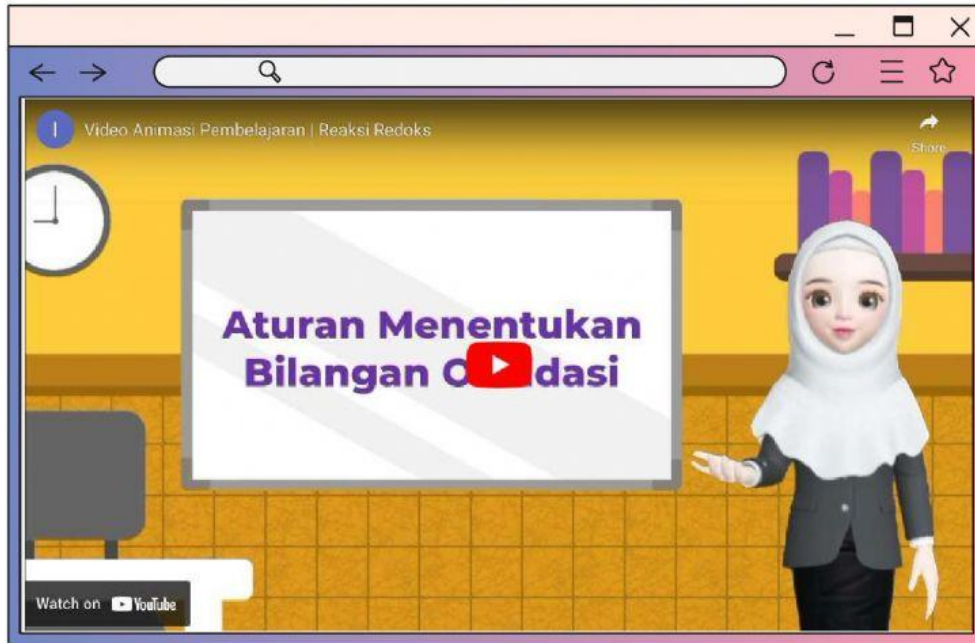 I
Video Animasi Pembelajaran | Reaksi Redoks
Share
Aturan Menentukan
Bilangan
Watch on YouTube